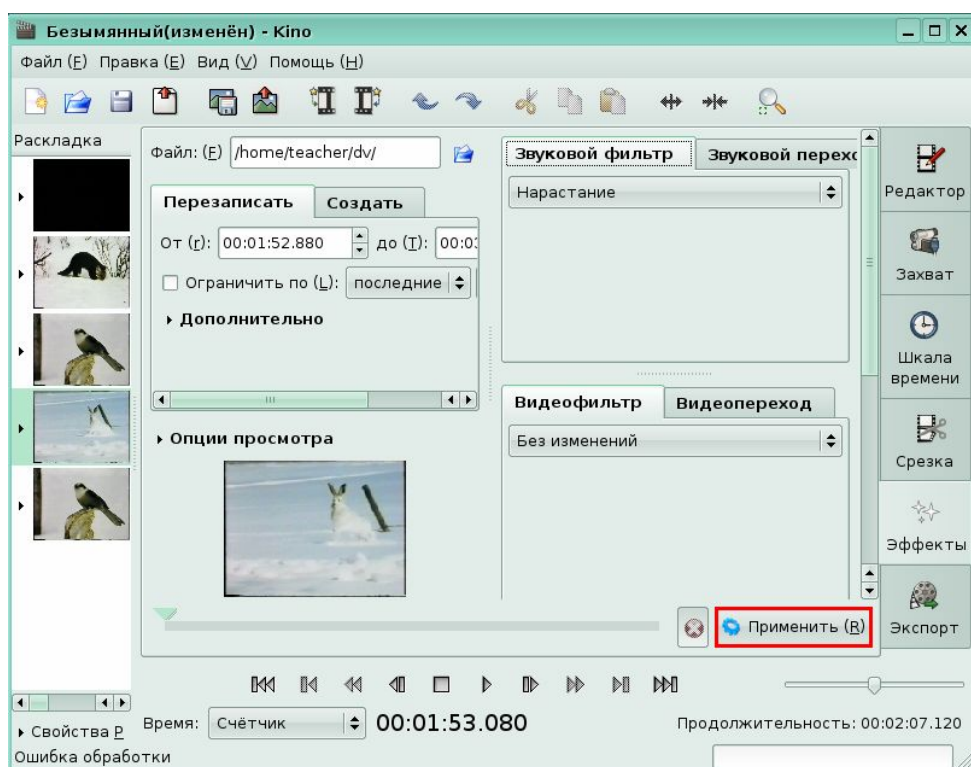 Безымянный(изменён) - Kino
Файл (F) Правка (E) Вид (V) Помощь (H)
Раскладка
Файл: (F) /home/teacher/dv/
Перезаписать Создать
От (r): 00:01:52.880 до (T): 00:0
Ограничить по (L): последние
Дополнительно
Опции просмотра
Звуковой фильтр Звуковой перехо
Нарастание
Видеофильтр Видеопереход
Без изменений
Применить (R)
Редактор
Захват
Шкала
времени
Срезка
Эффекты
Экспорт
Свойства P
Время: Счётчик 00:01:53.080 Продолжительность: 00:02:07.120
Ошибка обработки